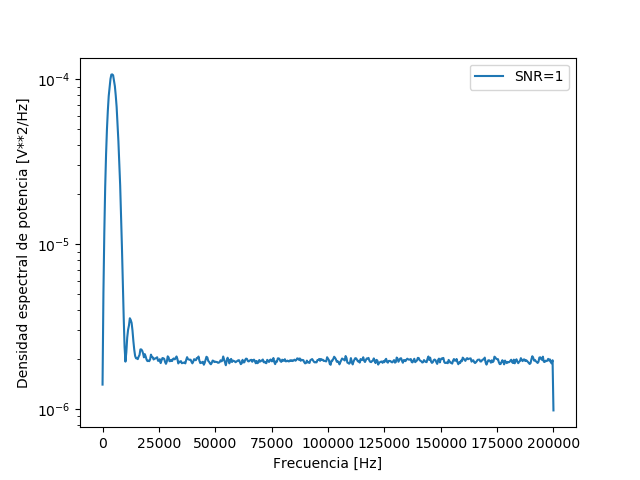 SNR=1
Densidad espectral de potencia [V**2/Hz]
10⁻⁴
10⁻⁵
10⁻⁶
0 25000 50000 75000 100000 125000 150000 175000 200000
Frecuencia [Hz]